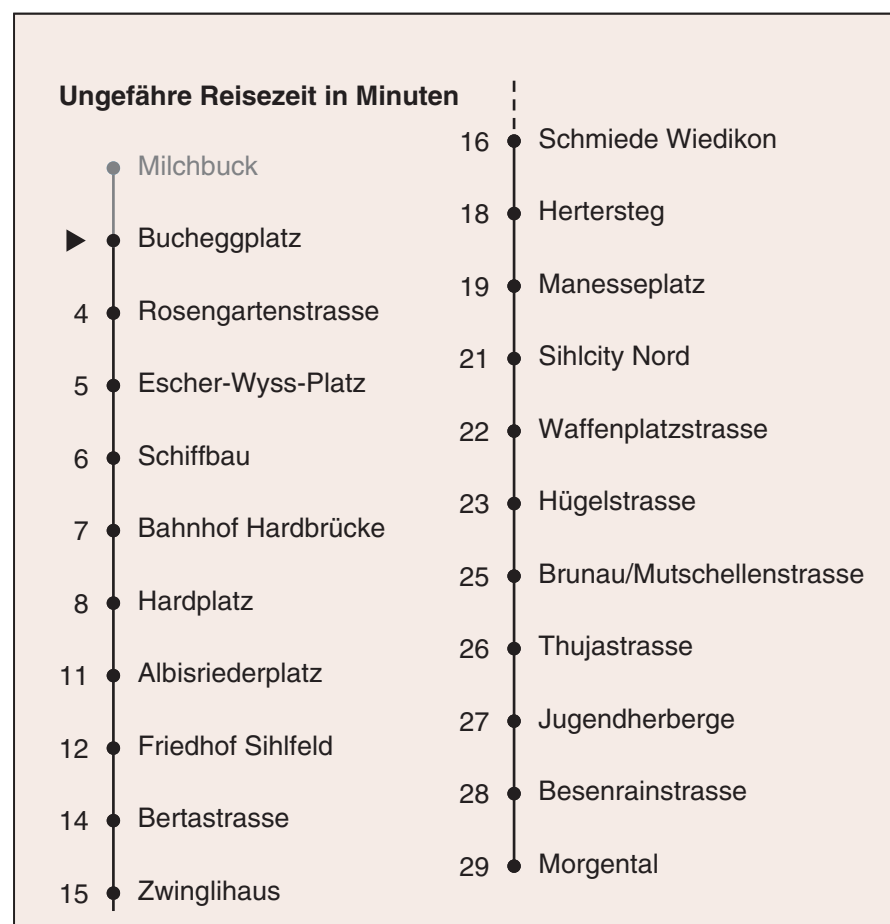 Ungefähre Reisezeit in Minuten
Milchbuck
Bucheggplatz
4 Rosengartenstrasse
5 Escher-Wyss-Platz
6 Schiffbau
7 Bahnhof Hardbrücke
8 Hardplatz
11 Albisriederplatz
12 Friedhof Sihlfeld
14 Bertastrasse
15 Zwinglihaus
16 Schmiede Wiedikon
18 Hertersteg
19 Manesseplatz
21 Sihlcity Nord
22 Waffenplatzstrasse
23 Hügelstrasse
25 Brunau/Mutschellenstrasse
26 Thujastrasse
27 Jugendherberge
28 Besenrainstrasse
29 Morgental